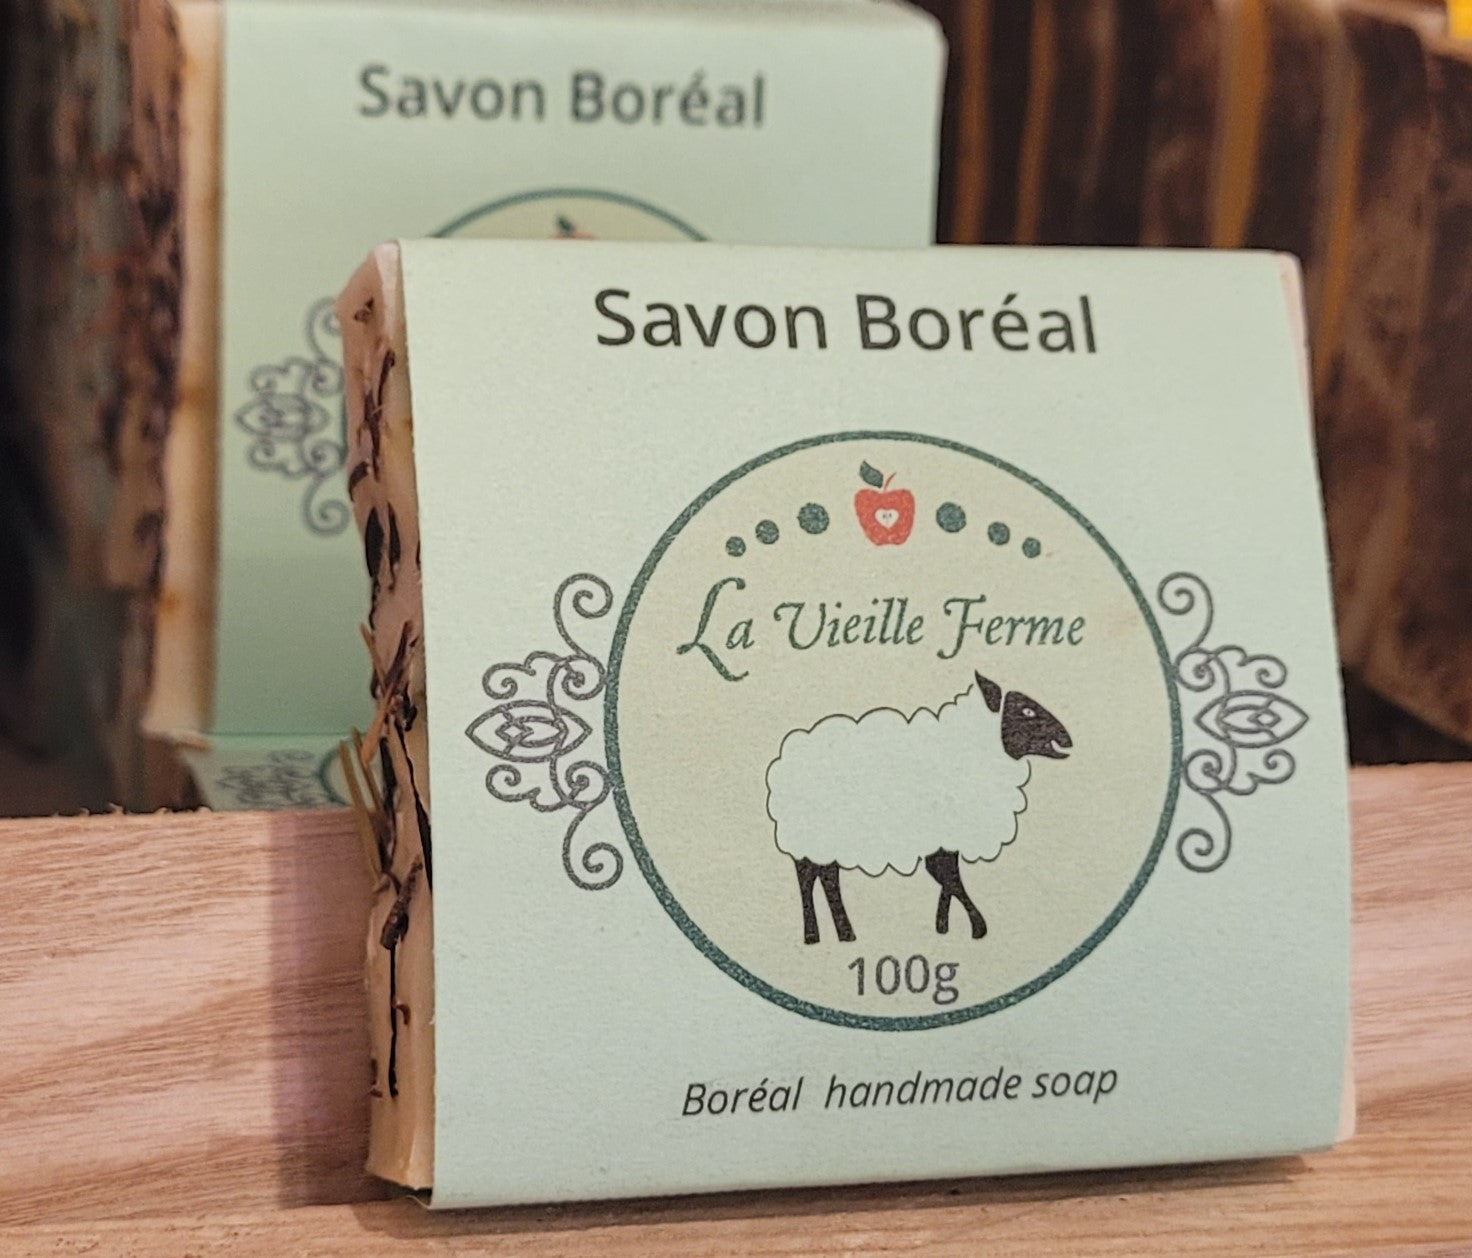 Savon Boréal
Savon Boréal
La Vieille Ferme
100g
Boréal handmade soap